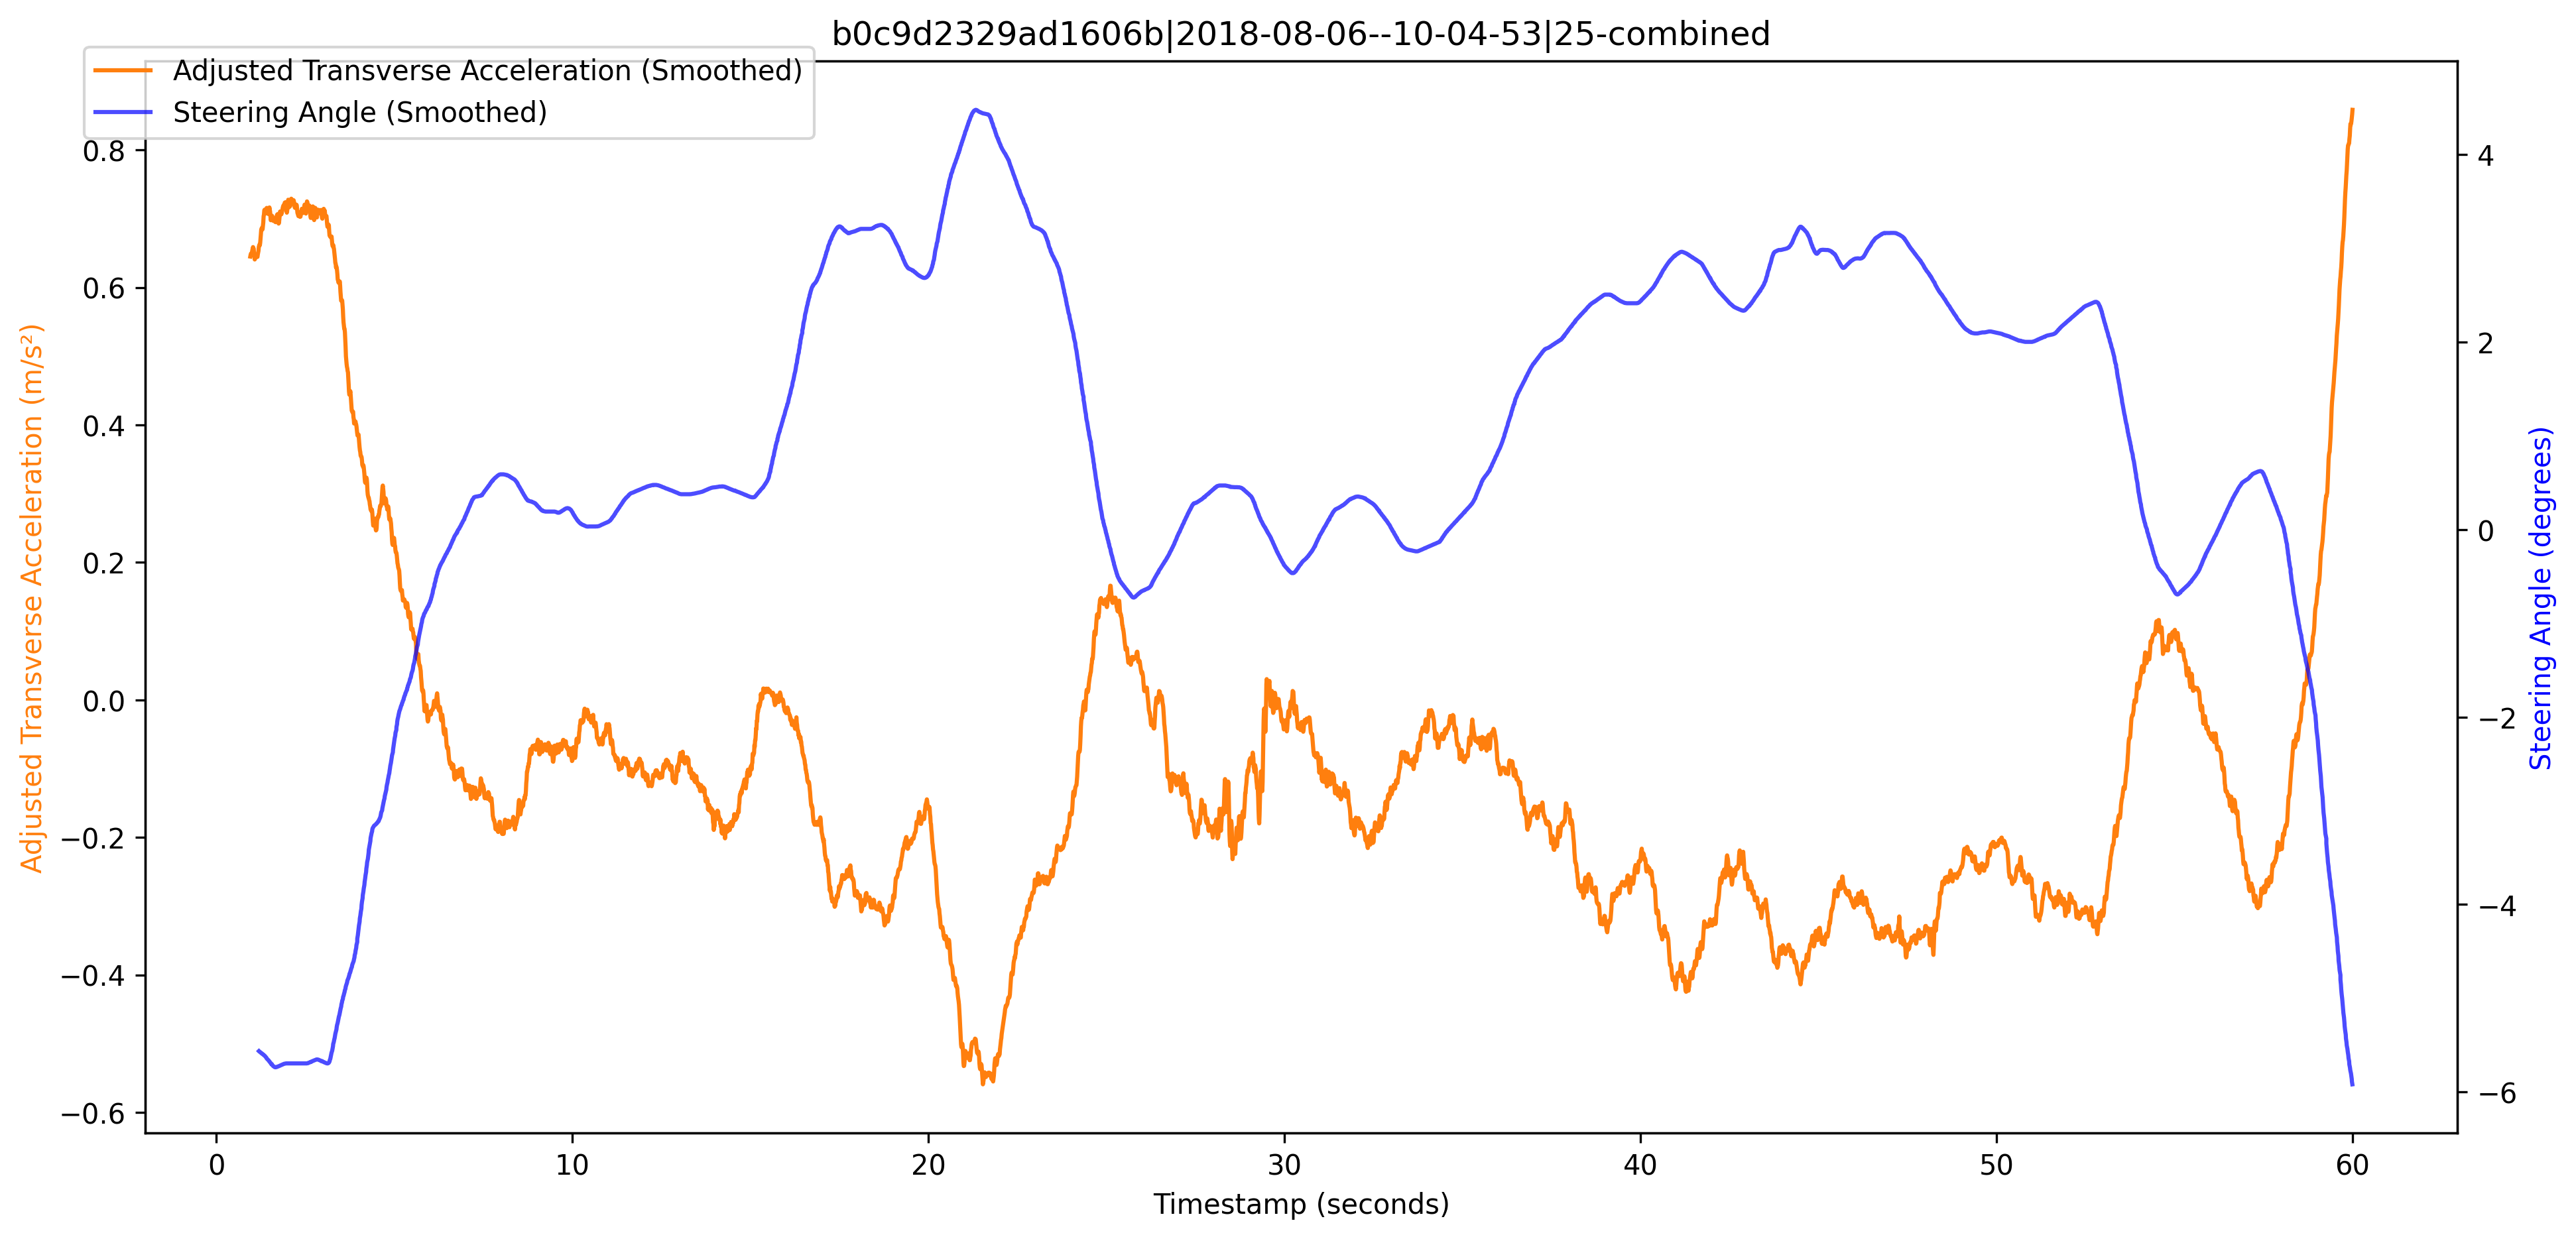 b0c9d2329ad1606b|2018-08-06--10-04-53|25-combined
Adjusted Transverse Acceleration (Smoothed)
Steering Angle (Smoothed)
Adjusted Transverse Acceleration (m/s²)
0.8
0.6
0.4
0.2
0.0
−0.2
−0.4
−0.6
4
2
0
−2
−4
−6
Steering Angle (degrees)
0 10 20 30 40 50 60
Timestamp (seconds)